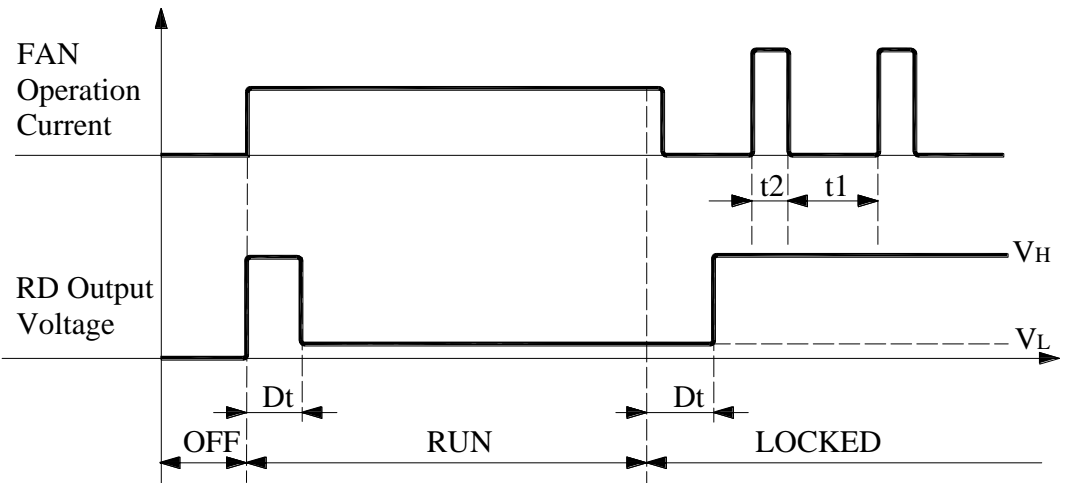 FAN
Operation
Current
t2
t1
VH
RD Output
Voltage
VL
Dt
Dt
OFF
RUN
LOCKED